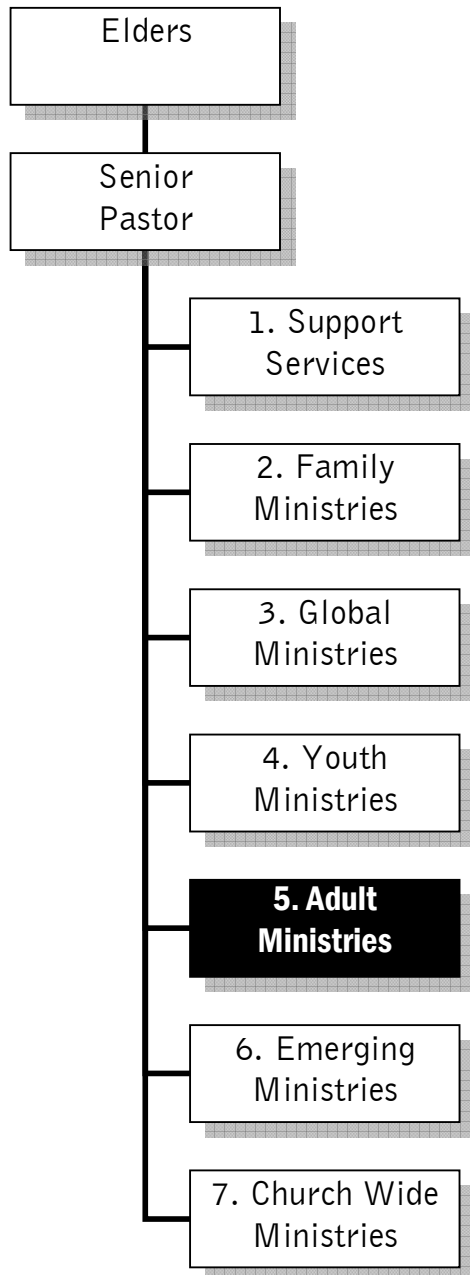 Elders
Senior
Pastor
1. Support
Services
2. Family
Ministries
3. Global
Ministries
4. Youth
Ministries
5. Adult
Ministries
6. Emerging
Ministries
7. Church Wide
Ministries